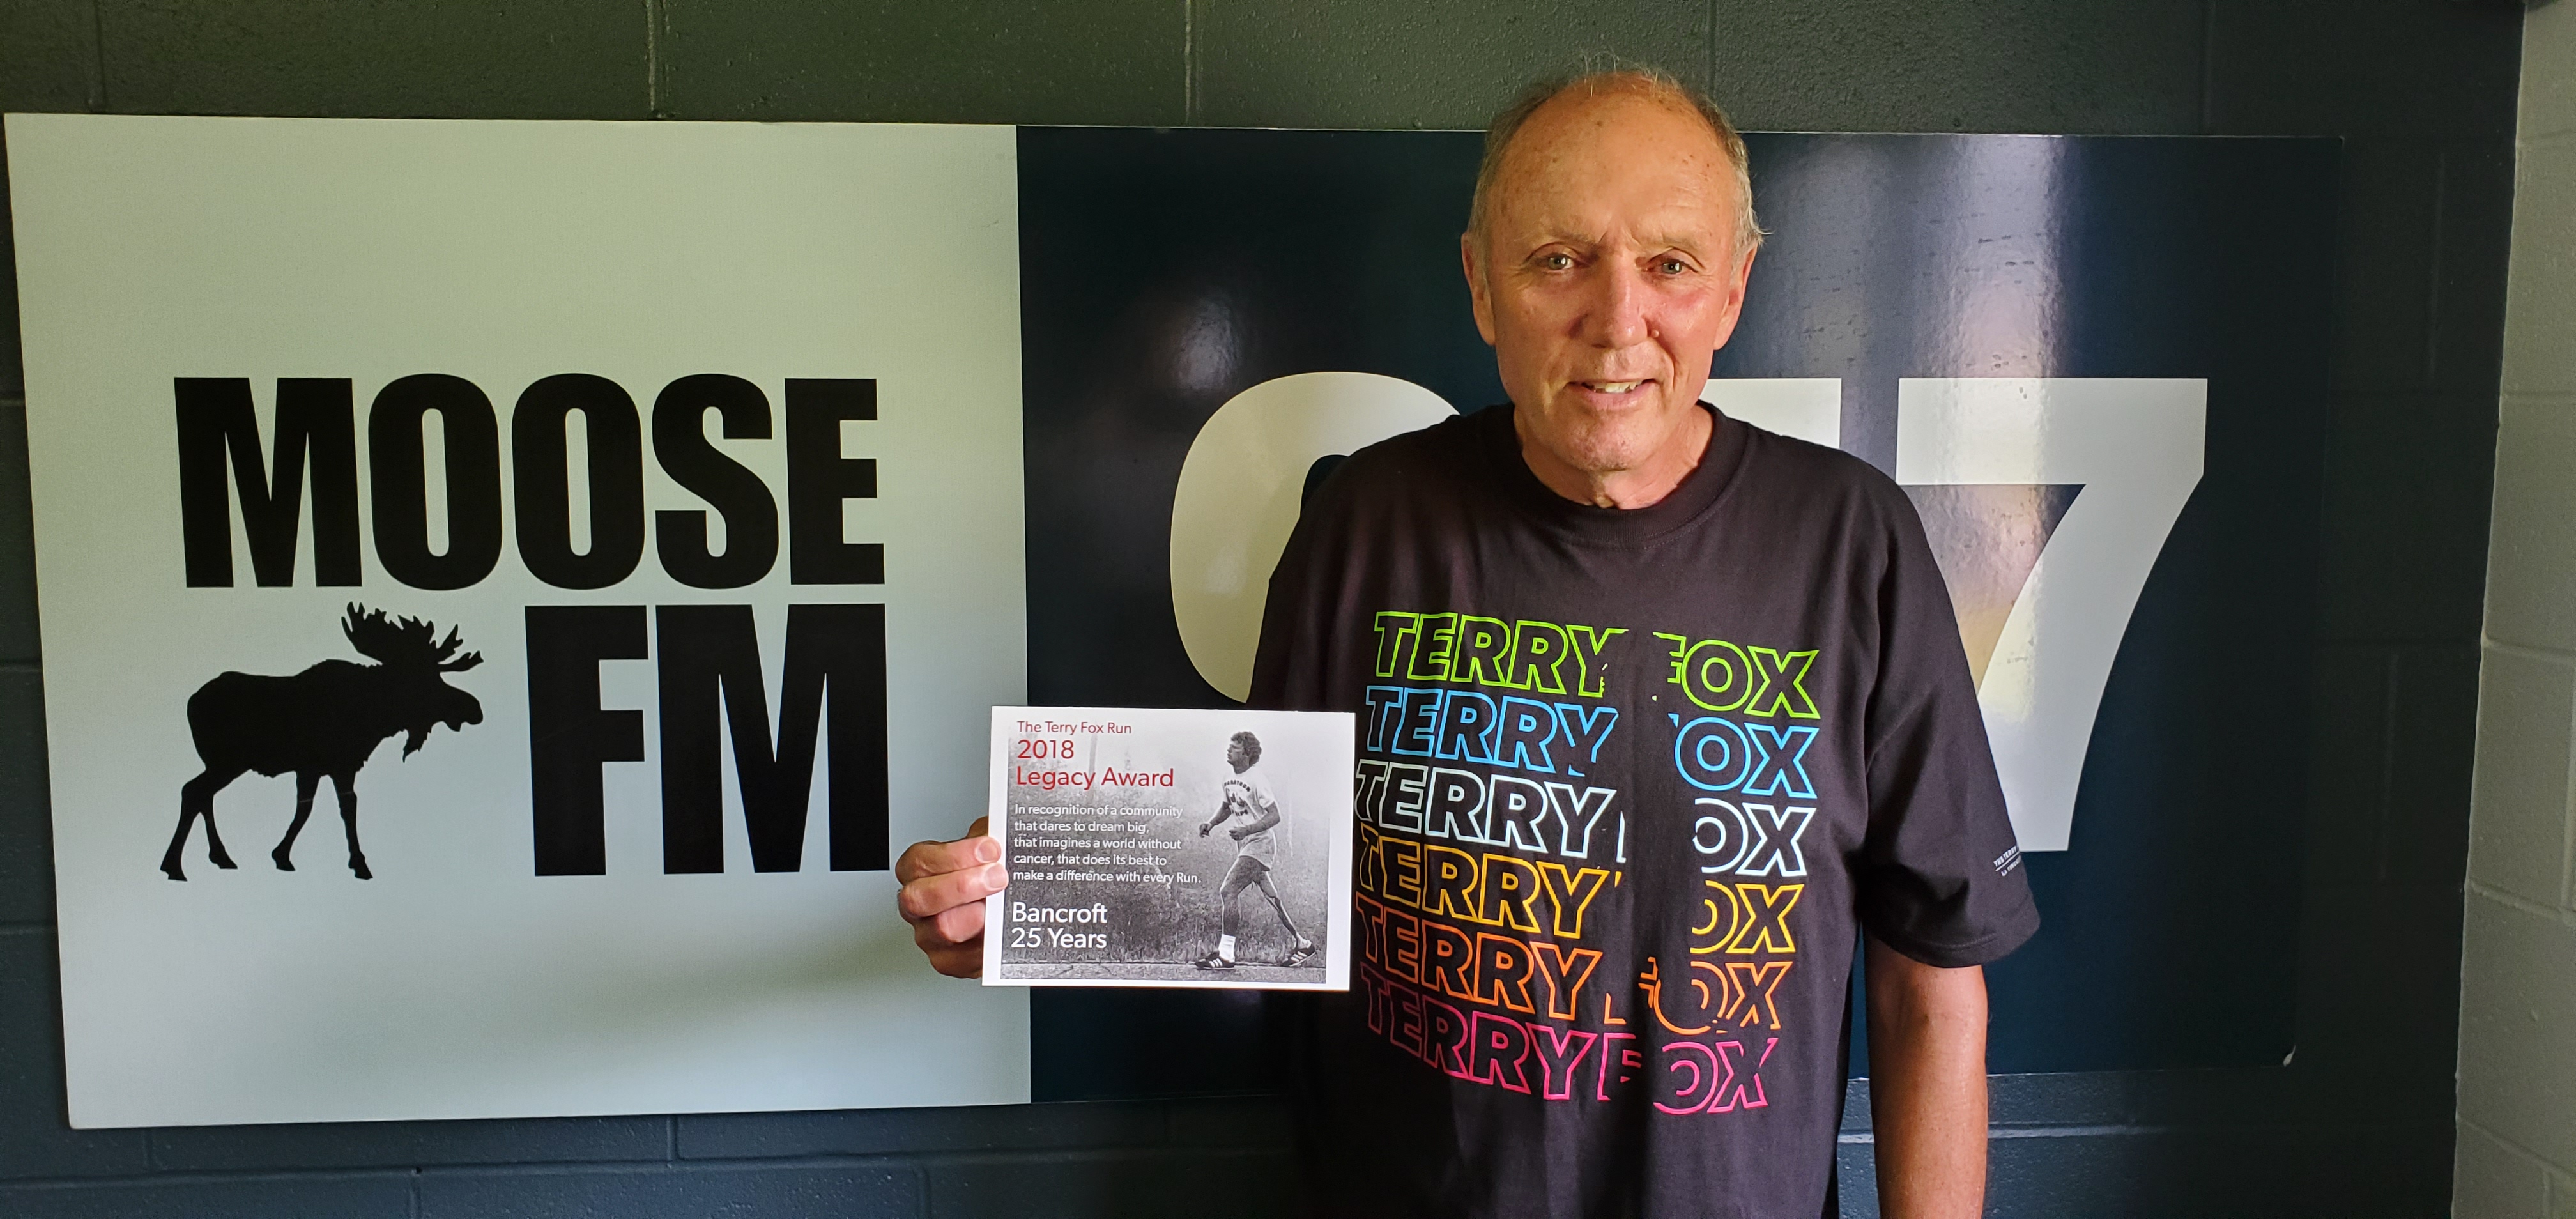 MOOSE
FM
7
The Terry Fox Run
2018
Legacy Award
In recognition of a community
that dares to dream big,
that imagines a world without
cancer, that does its best to
make a difference with every Run.
Bancroft
25 Years
TERRY FOX
TERRY FOX
TERRY FOX
TERRY FOX
TERRY FOX
TERRY FOX